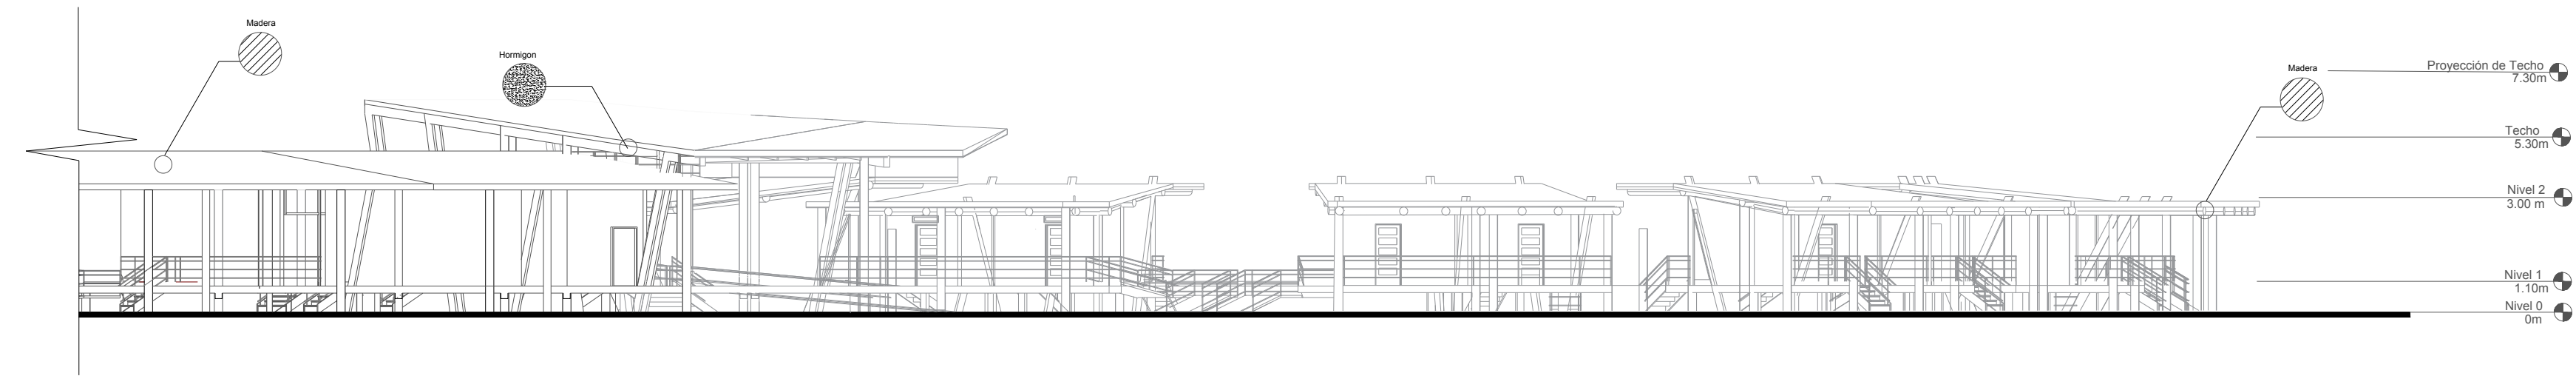 Madera
Hormigon
Madera
Proyección de Techo
7.30m
Techo
5.30m
Nivel 2
3.00 m
Nivel 1
1.10m
Nivel 0
0m